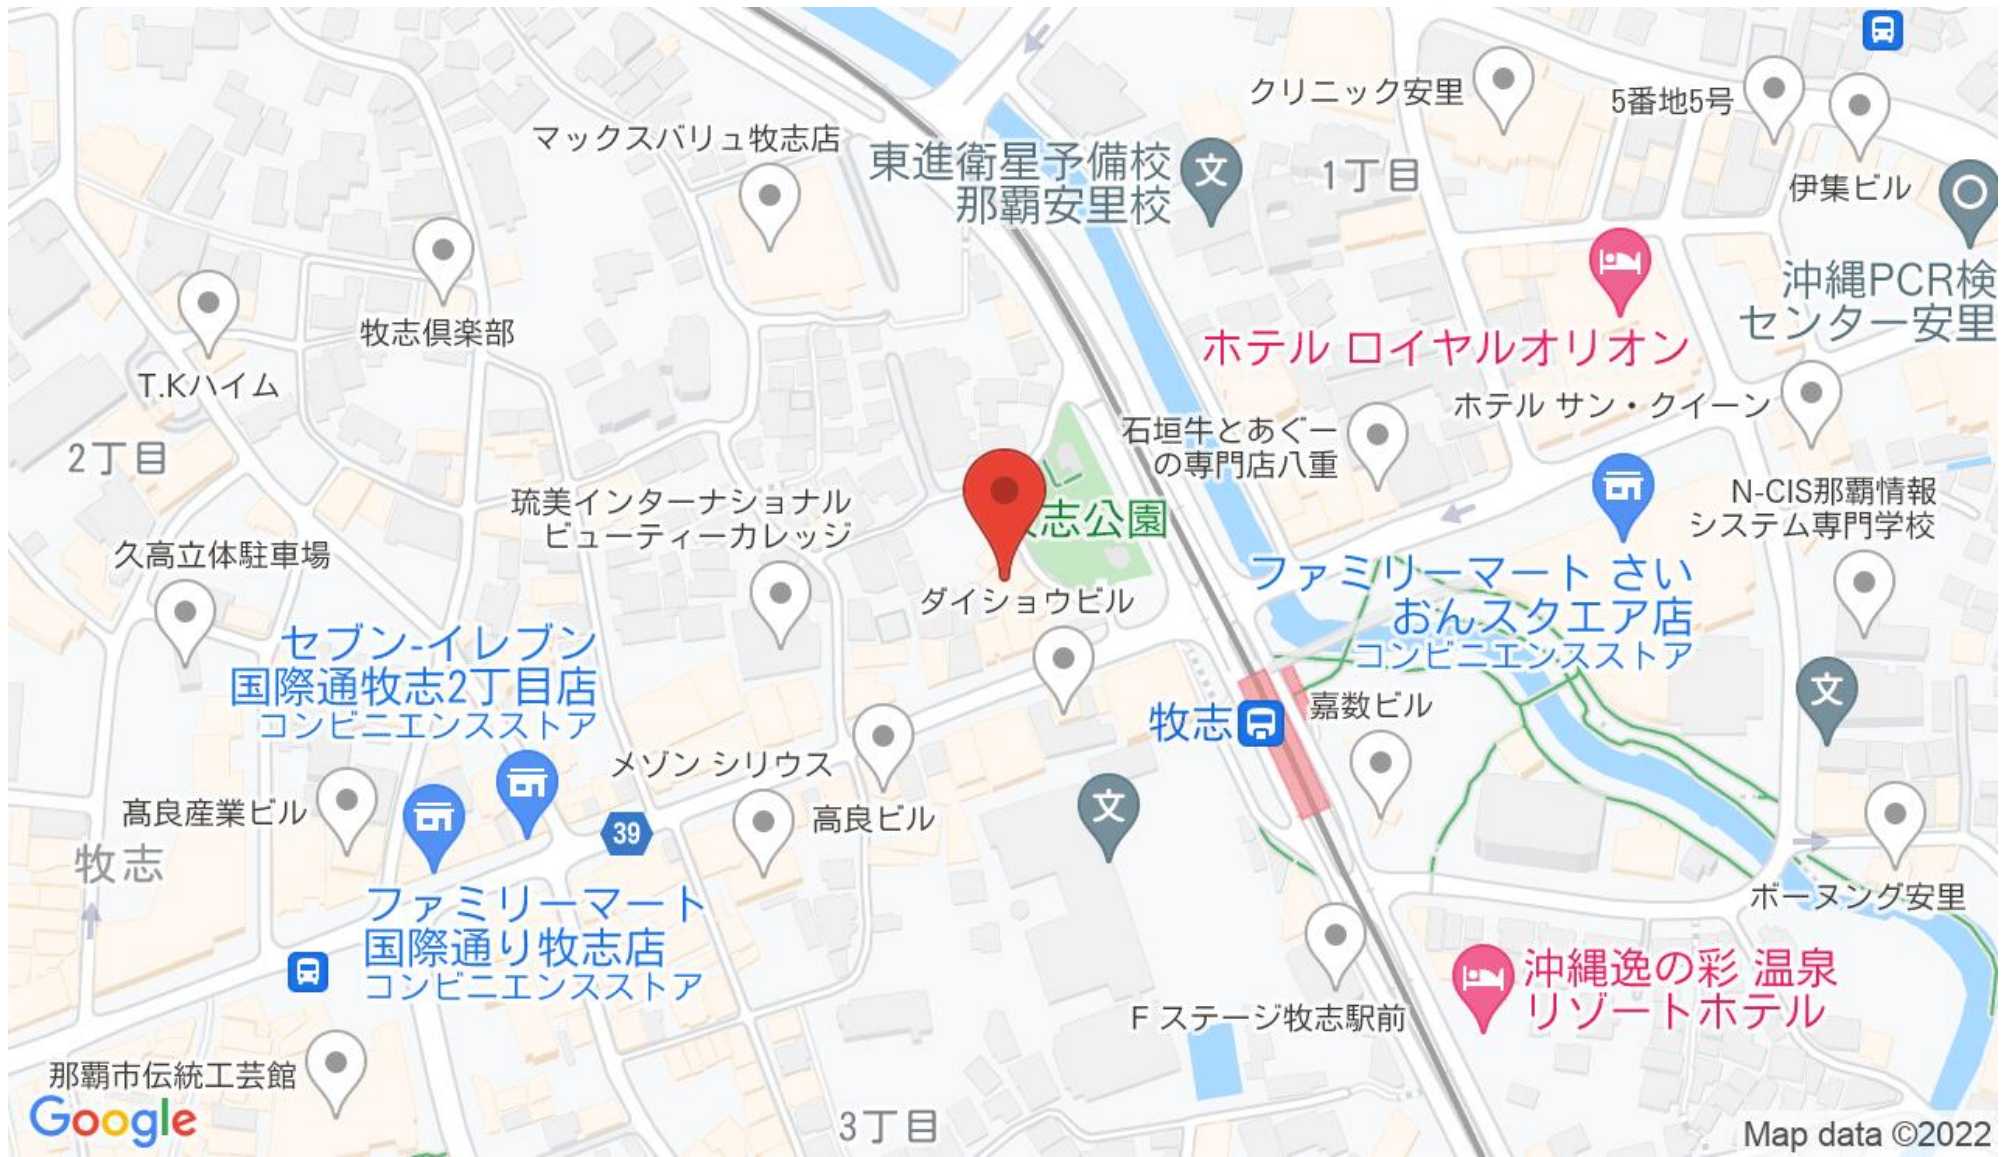 クリニック安里
5番地5号
マックスバリュ牧志店
東進衛星予備校
那覇安里校
文
1丁目
伊集ビル
牧志倶楽部
沖縄PCR検
センター安里
ホテル ロイヤルオリオン
T.Kハイム
ホテル サン・クイーン
2丁目
石垣牛とあぐー
の専門店八重
琉美インターナショナル
ビューティーカレッジ
志公園
N-CIS那覇情報
システム専門学校
久高立体駐車場
ダイショウビル
ファミリーマート さい
おんスクエア店
コンビニエンスストア
セブン-イレブン
国際通牧志2丁目店
コンビニエンスストア
文
牧志
嘉数ビル
メゾン シリウス
髙良産業ビル
39
高良ビル
文
牧志
ファミリーマート
国際通り牧志店
コンビニエンスストア
ボーヌング安里
沖縄逸の彩 温泉
リゾートホテル
F ステージ牧志駅前
那覇市伝統工芸館
Google
3丁目
Map data ©2022